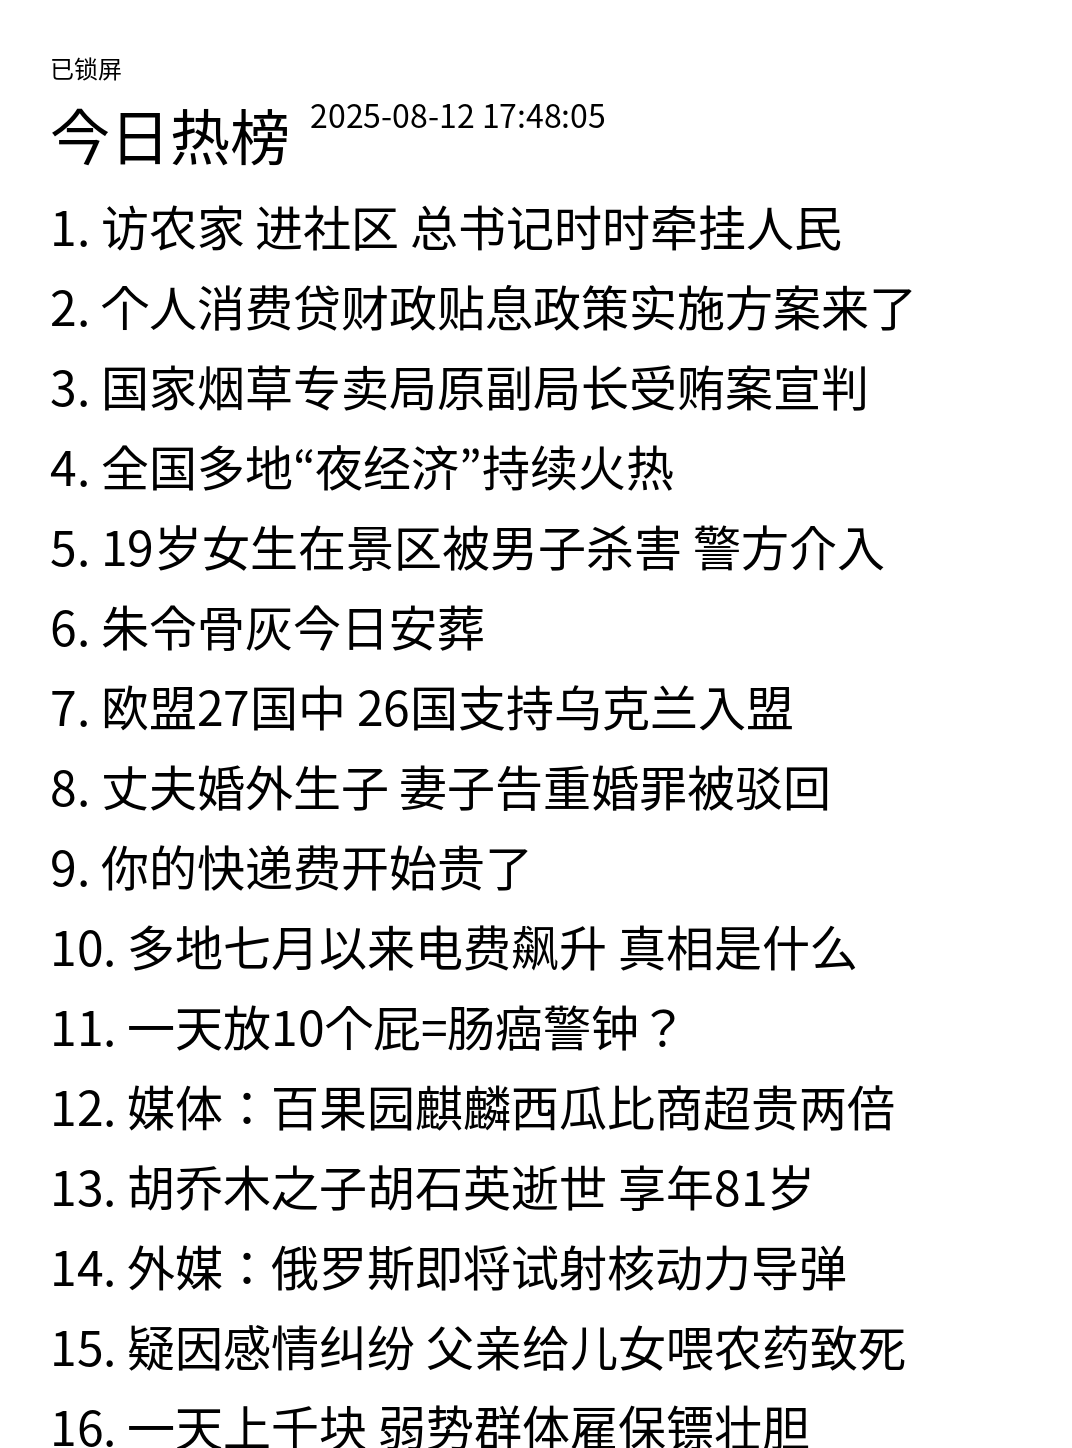 已锁屏
今日热榜 2025-08-12 17:48:05
1. 访农家 进社区 总书记时时牵挂人民
2. 个人消费贷财政贴息政策实施方案来了
3. 国家烟草专卖局原副局长受贿案宣判
4. 全国多地“夜经济”持续火热
5. 19岁女生在景区被男子杀害 警方介入
6. 朱令骨灰今日安葬
7. 欧盟27国中 26国支持乌克兰入盟
8. 丈夫婚外生子 妻子告重婚罪被驳回
9. 你的快递费开始贵了
10. 多地七月以来电费飙升 真相是什么
11. 一天放10个屁=肠癌警钟？
12. 媒体：百果园麒麟西瓜比商超贵两倍
13. 胡乔木之子胡石英逝世 享年81岁
14. 外媒：俄罗斯即将试射核动力导弹
15. 疑因感情纠纷 父亲给儿女喂农药致死
16. 一天上千块 弱势群体雇保镖壮胆